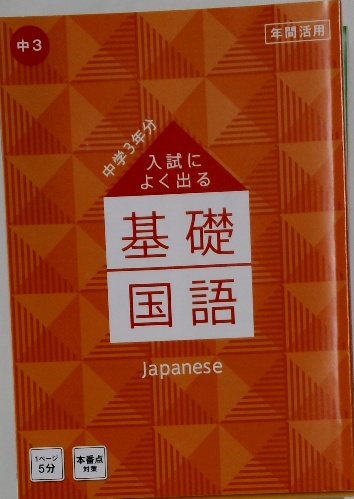 中3
年間活用
中学3年分
入試に
よく出る
基礎
国語
Japanese
1ページ
5分
本番点
対策